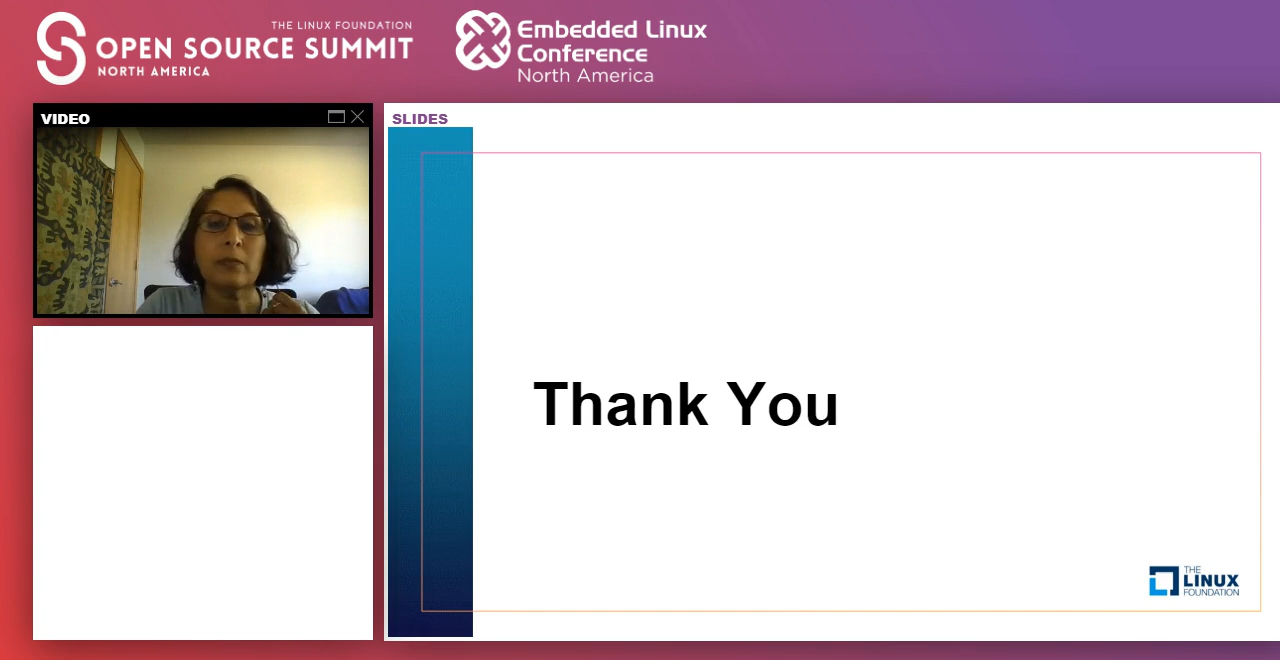 THE LINUX FOUNDATION
OPEN SOURCE SUMMIT
NORTH AMERICA
Embedded Linux
Conference
North America
VIDEO
SLIDES
Thank You
THE
LINUX
FOUNDATION